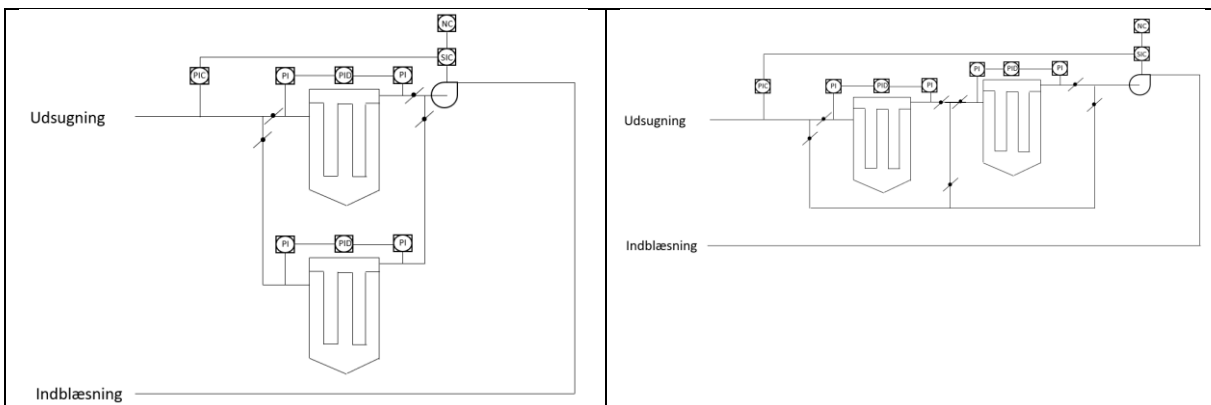 NC
SIC
PIC
PI
PID
PI
Udsugning
PI
PID
PI
Indblæsning
NC
SIC
PI
PID
PI
PIC
PI
PID
PI
Udsugning
Indblæsning